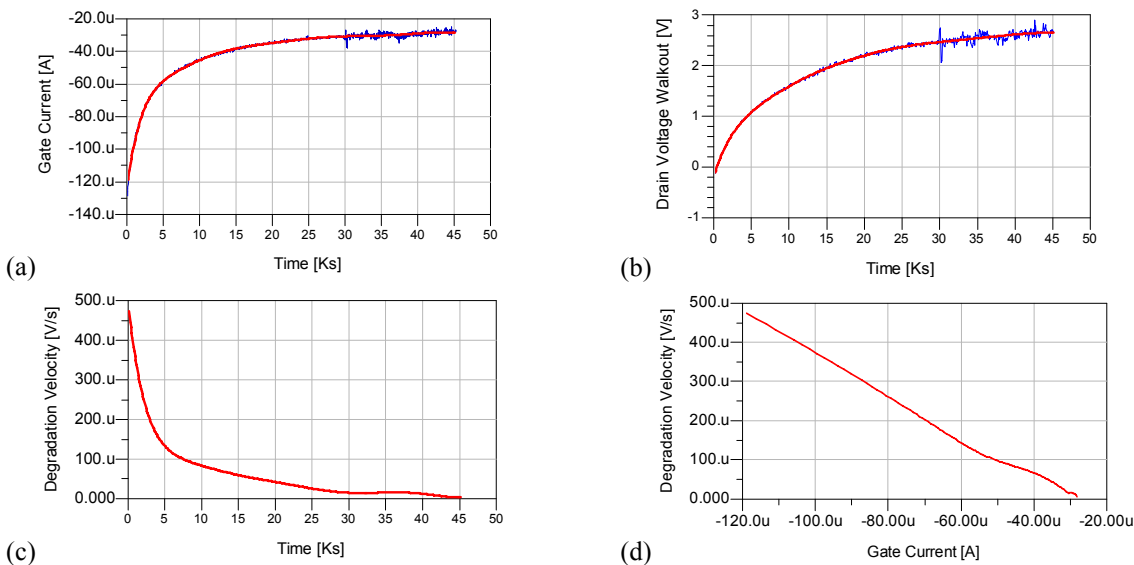 -20.0u
-40.0u
-60.0u
-80.0u
-100.u
-120.u
-140.u
Gate Current [A]
0 5 10 15 20 25 30 35 40 45 50
Time [Ks]
(a)
3
2
1
0
-1
Drain Voltage Walkout [V]
0 5 10 15 20 25 30 35 40 45 50
Time [Ks]
(b)
500.u
400.u
300.u
200.u
100.u
0.000
Degradation Velocity [V/s]
0 5 10 15 20 25 30 35 40 45 50
Time [Ks]
(c)
500.u
400.u
300.u
200.u
100.u
0.000
Degradation Velocity [V/s]
-120.0u -100.0u -80.00u -60.00u -40.00u -20.00u
Gate Current [A]
(d)